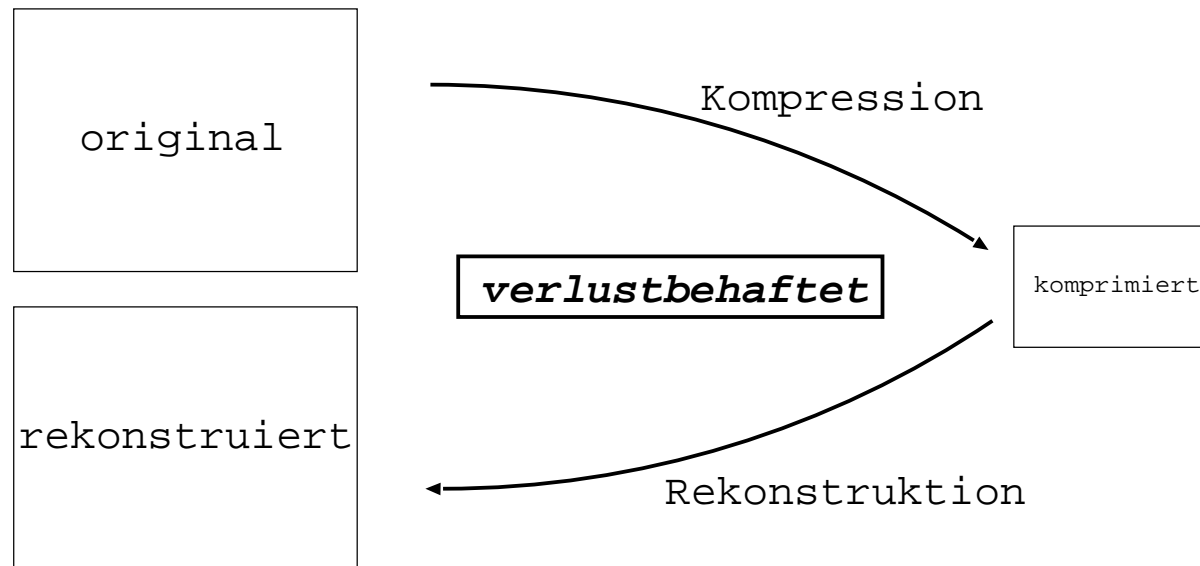 original
Kompression
verlustbehaftet
komprimiert
rekonstruiert
Rekonstruktion